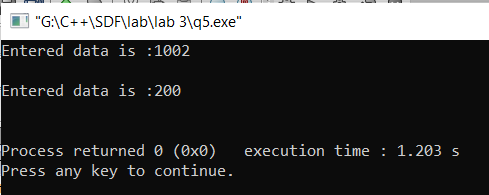 "G:\C++\SDF\lab\lab 3\q5.exe"
Entered data is :1002
Entered data is :200
Process returned 0 (0x0)   execution time : 1.203 s
Press any key to continue.